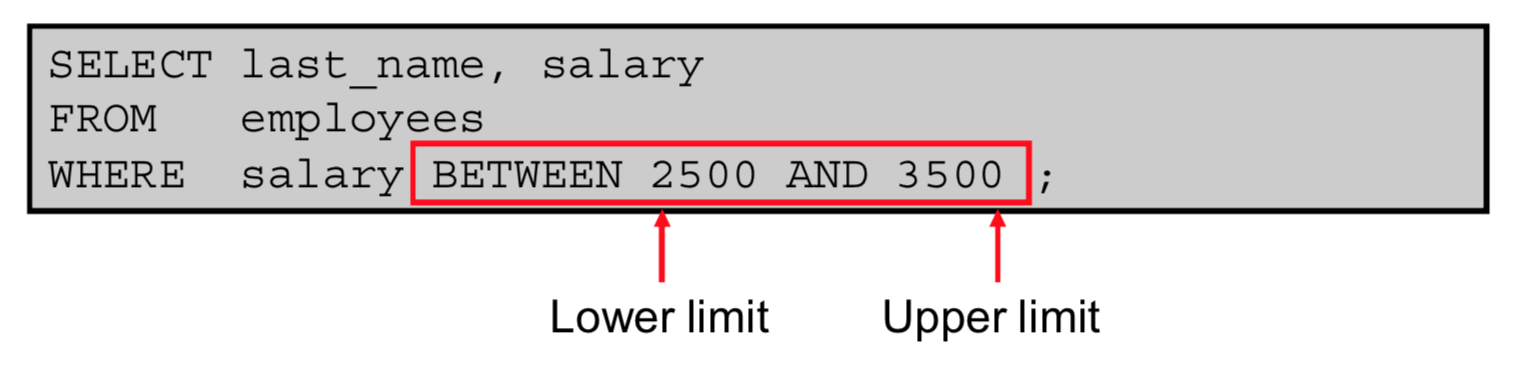 SELECT last_name, salary
FROM   employees
WHERE  salary BETWEEN 2500 AND 3500 ;
Lower limit
Upper limit